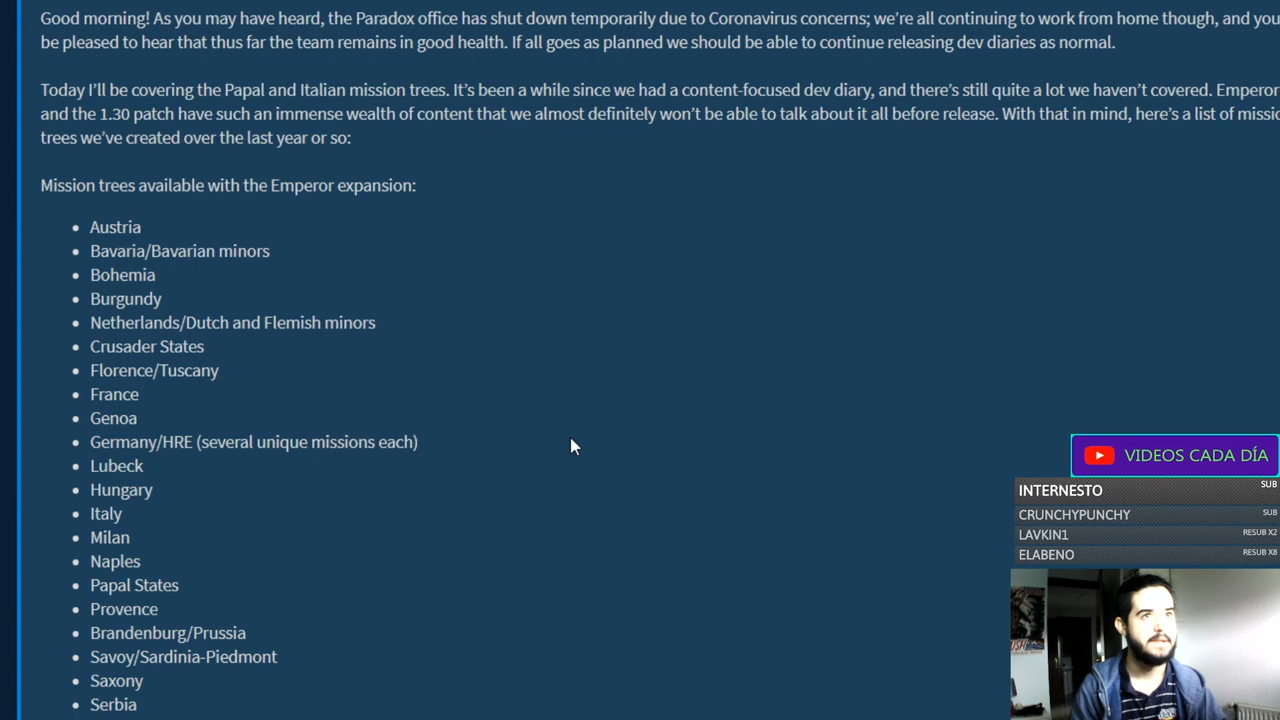 Good morning! As you may have heard, the Paradox office has shut down temporarily due to Coronavirus concerns; we’re all continuing to work from home though, and you
be pleased to hear that thus far the team remains in good health. If all goes as planned we should be able to continue releasing dev diaries as normal.
Today I’ll be covering the Papal and Italian mission trees. It’s been a while since we had a content-focused dev diary, and there’s still quite a lot we haven’t covered. Emperor
and the 1.30 patch have such an immense wealth of content that we almost definitely won’t be able to talk about it all before release. With that in mind, here’s a list of missio
trees we’ve created over the last year or so:
Mission trees available with the Emperor expansion:
• Austria
• Bavaria/Bavarian minors
• Bohemia
• Burgundy
• Netherlands/Dutch and Flemish minors
• Crusader States
• Florence/Tuscany
• France
• Genoa
• Germany/HRE (several unique missions each)
• Lubeck
• Hungary
• Italy
• Milan
• Naples
• Papal States
• Provence
• Brandenburg/Prussia
• Savoy/Sardinia-Piedmont
• Saxony
• Serbia
VIDEOS CADA DÍA
INTERNESTO SUB
CRUNCHYPUNCHY SUB
LAVKIN1 RESUB X2
ELABENO RESUB X8